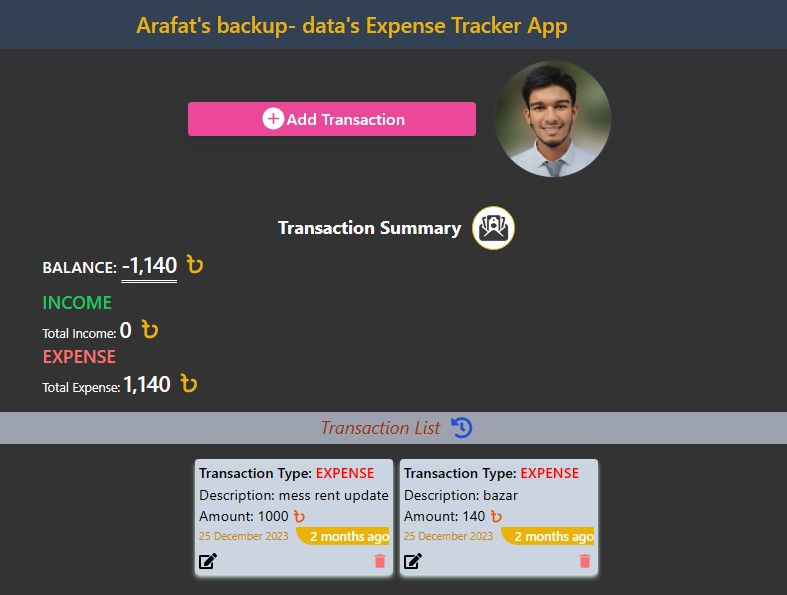 Arafat's backup- data's Expense Tracker App
Add Transaction
Transaction Summary
BALANCE: -1,140 ৳
INCOME
Total Income: 0 ৳
EXPENSE
Total Expense: 1,140 ৳
Transaction List
Transaction Type: EXPENSE
Description: mess rent update
Amount: 1000 ৳
25 December 2023 2 months ago
Transaction Type: EXPENSE
Description: bazar
Amount: 140 ৳
25 December 2023 2 months ago